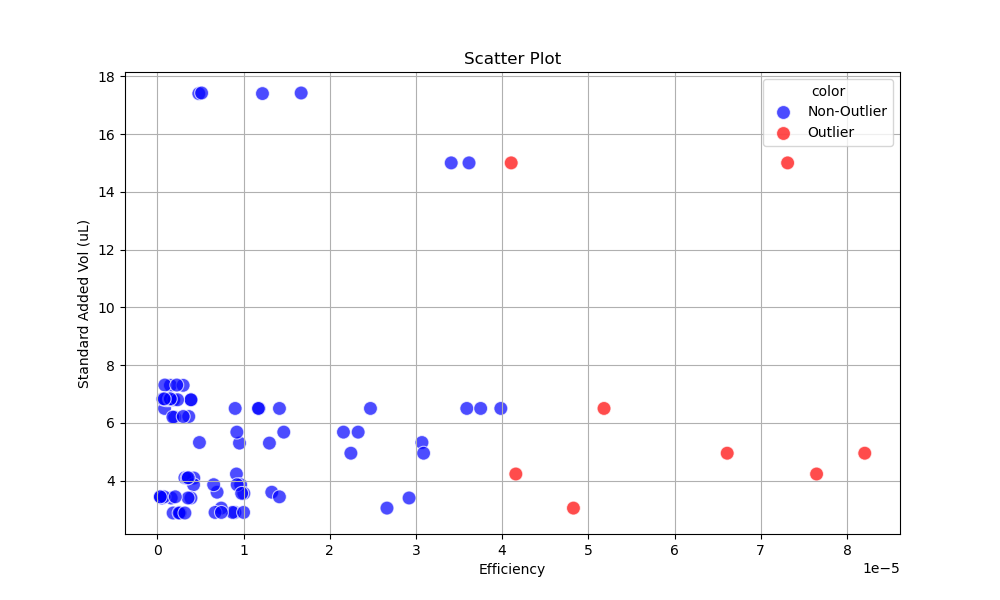 Scatter Plot
color
Non-Outlier
Outlier
Standard Added Vol (uL)
18
16
14
12
10
8
6
4
0 1 2 3 4 5 6 7 8
1e−5
Efficiency